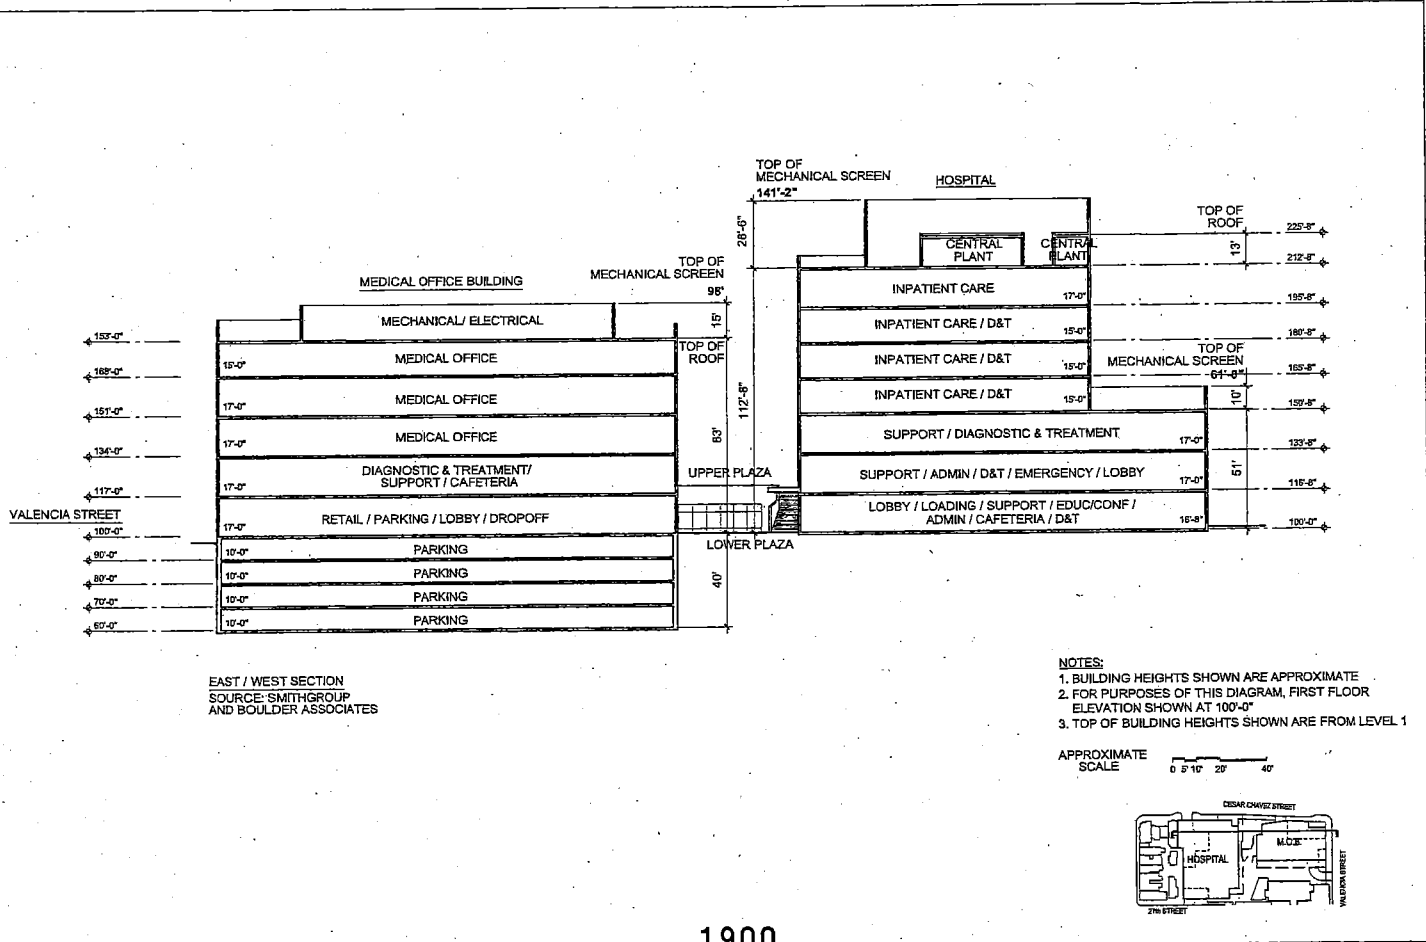 TOP OF
MECHANICAL SCREEN
141'-2"
HOSPITAL
28'-6"
TOP OF
ROOF
225'-8"
13'
212'-8"
CENTRAL
PLANT
CENTRAL
PLANT
INPATIENT CARE
17'-0"
195'-8"
INPATIENT CARE / D&T
15'-0"
180'-8"
INPATIENT CARE / D&T
15'-0"
165'-8"
TOP OF
MECHANICAL SCREEN
61'-0"
INPATIENT CARE / D&T
15'-0"
10'
150'-8"
SUPPORT / DIAGNOSTIC & TREATMENT
17'-0"
133'-8"
SUPPORT / ADMIN / D&T / EMERGENCY / LOBBY
17'-0"
51'
116'-8"
LOBBY / LOADING / SUPPORT / EDUC/CONF /
ADMIN / CAFETERIA / D&T
16'-8"
100'-0"
112'-8"
MEDICAL OFFICE BUILDING
TOP OF
MECHANICAL SCREEN
98'
15'
TOP OF
ROOF
83'
40'
MECHANICAL/ ELECTRICAL
153'-0"
MEDICAL OFFICE
15'-0"
168'-0"
MEDICAL OFFICE
17'-0"
151'-0"
MEDICAL OFFICE
17'-0"
134'-0"
DIAGNOSTIC & TREATMENT/
SUPPORT / CAFETERIA
17'-0"
117'-0"
VALENCIA STREET
RETAIL / PARKING / LOBBY / DROPOFF
17'-0"
100'-0"
UPPER PLAZA
LOWER PLAZA
PARKING
10'-0"
90'-0"
PARKING
10'-0"
80'-0"
PARKING
10'-0"
70'-0"
PARKING
10'-0"
60'-0"
EAST / WEST SECTION
SOURCE: SMITHGROUP
AND BOULDER ASSOCIATES
NOTES:
1. BUILDING HEIGHTS SHOWN ARE APPROXIMATE
2. FOR PURPOSES OF THIS DIAGRAM, FIRST FLOOR
ELEVATION SHOWN AT 100'-0"
3. TOP OF BUILDING HEIGHTS SHOWN ARE FROM LEVEL 1
APPROXIMATE
SCALE
0 5' 10' 20' 40'
CESAR CHAVEZ STREET
HOSPITAL
M.O.B.
VALENCIA STREET
27th STREET
1900